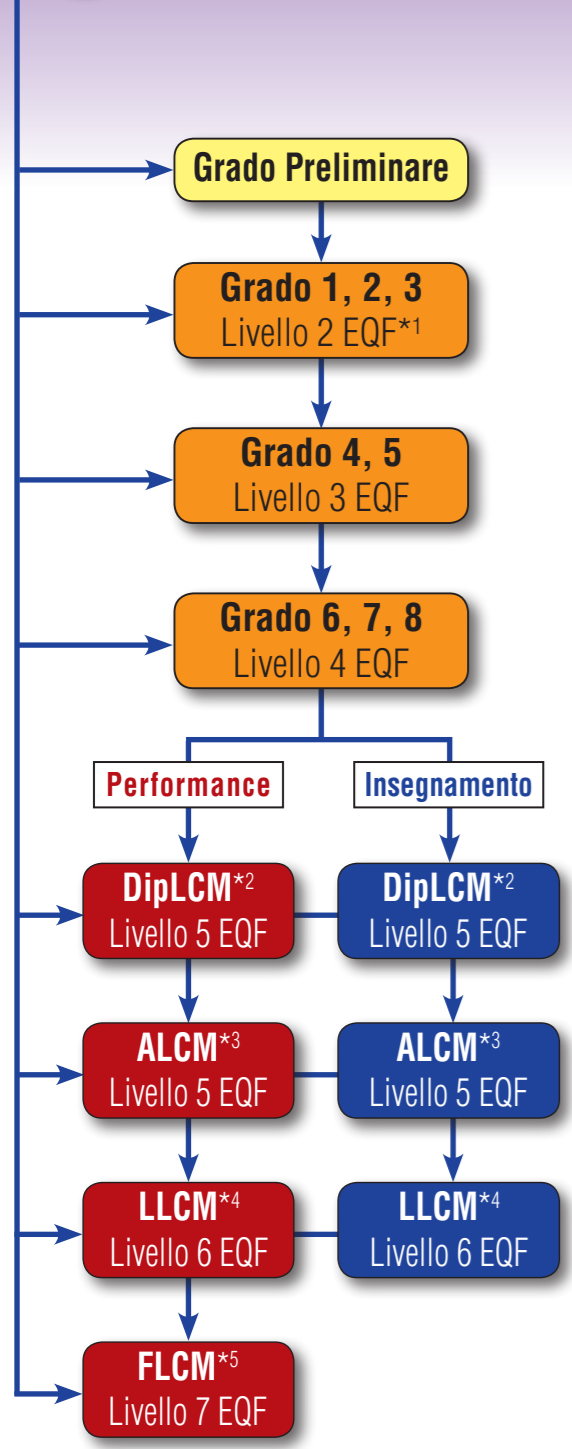 Grado Preliminare
Grado 1, 2, 3
Livello 2 EQF*1
Grado 4, 5
Livello 3 EQF
Grado 6, 7, 8
Livello 4 EQF
Performance
Insegnamento
DipLCM*2
Livello 5 EQF
DipLCM*2
Livello 5 EQF
ALCM*3
Livello 5 EQF
ALCM*3
Livello 5 EQF
LLCM*4
Livello 6 EQF
LLCM*4
Livello 6 EQF
FLCM*5
Livello 7 EQF